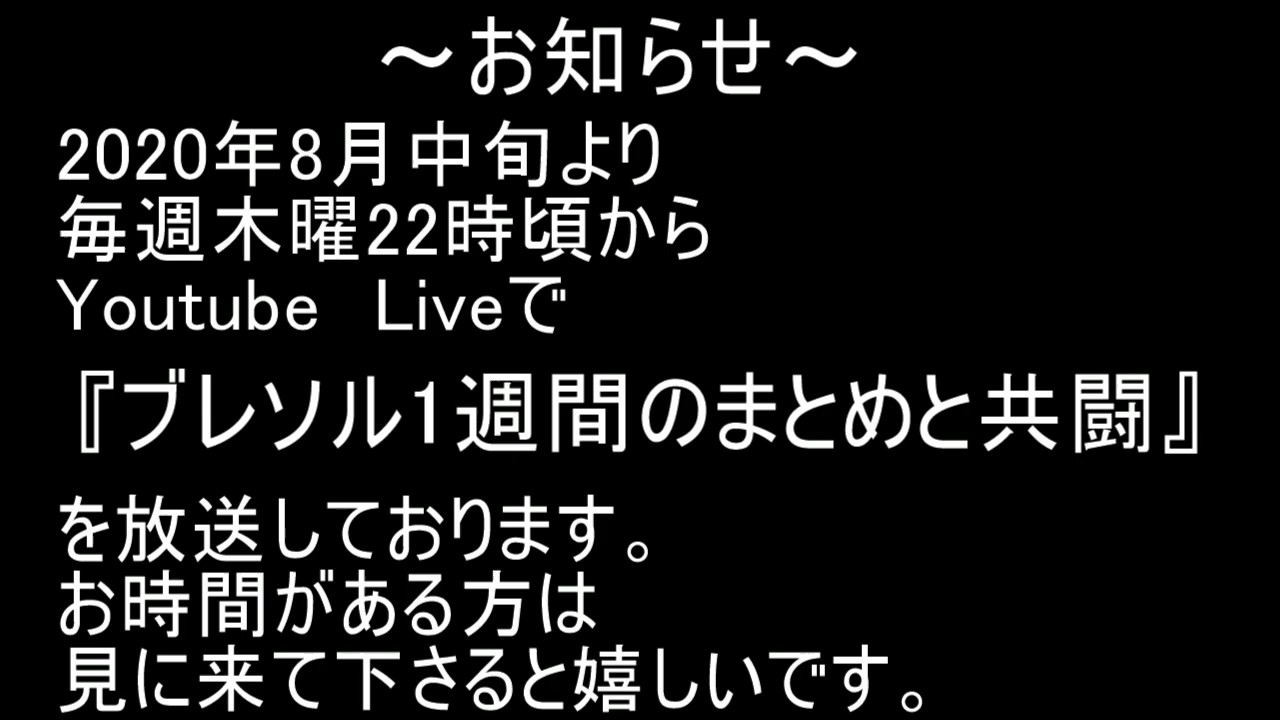 ～お知らせ～
2020年8月中旬より
毎週木曜22時頃から
Youtube　Liveで
『ブレソル1週間のまとめと共闘』
を放送しております。
お時間がある方は
見に来て下さると嬉しいです。